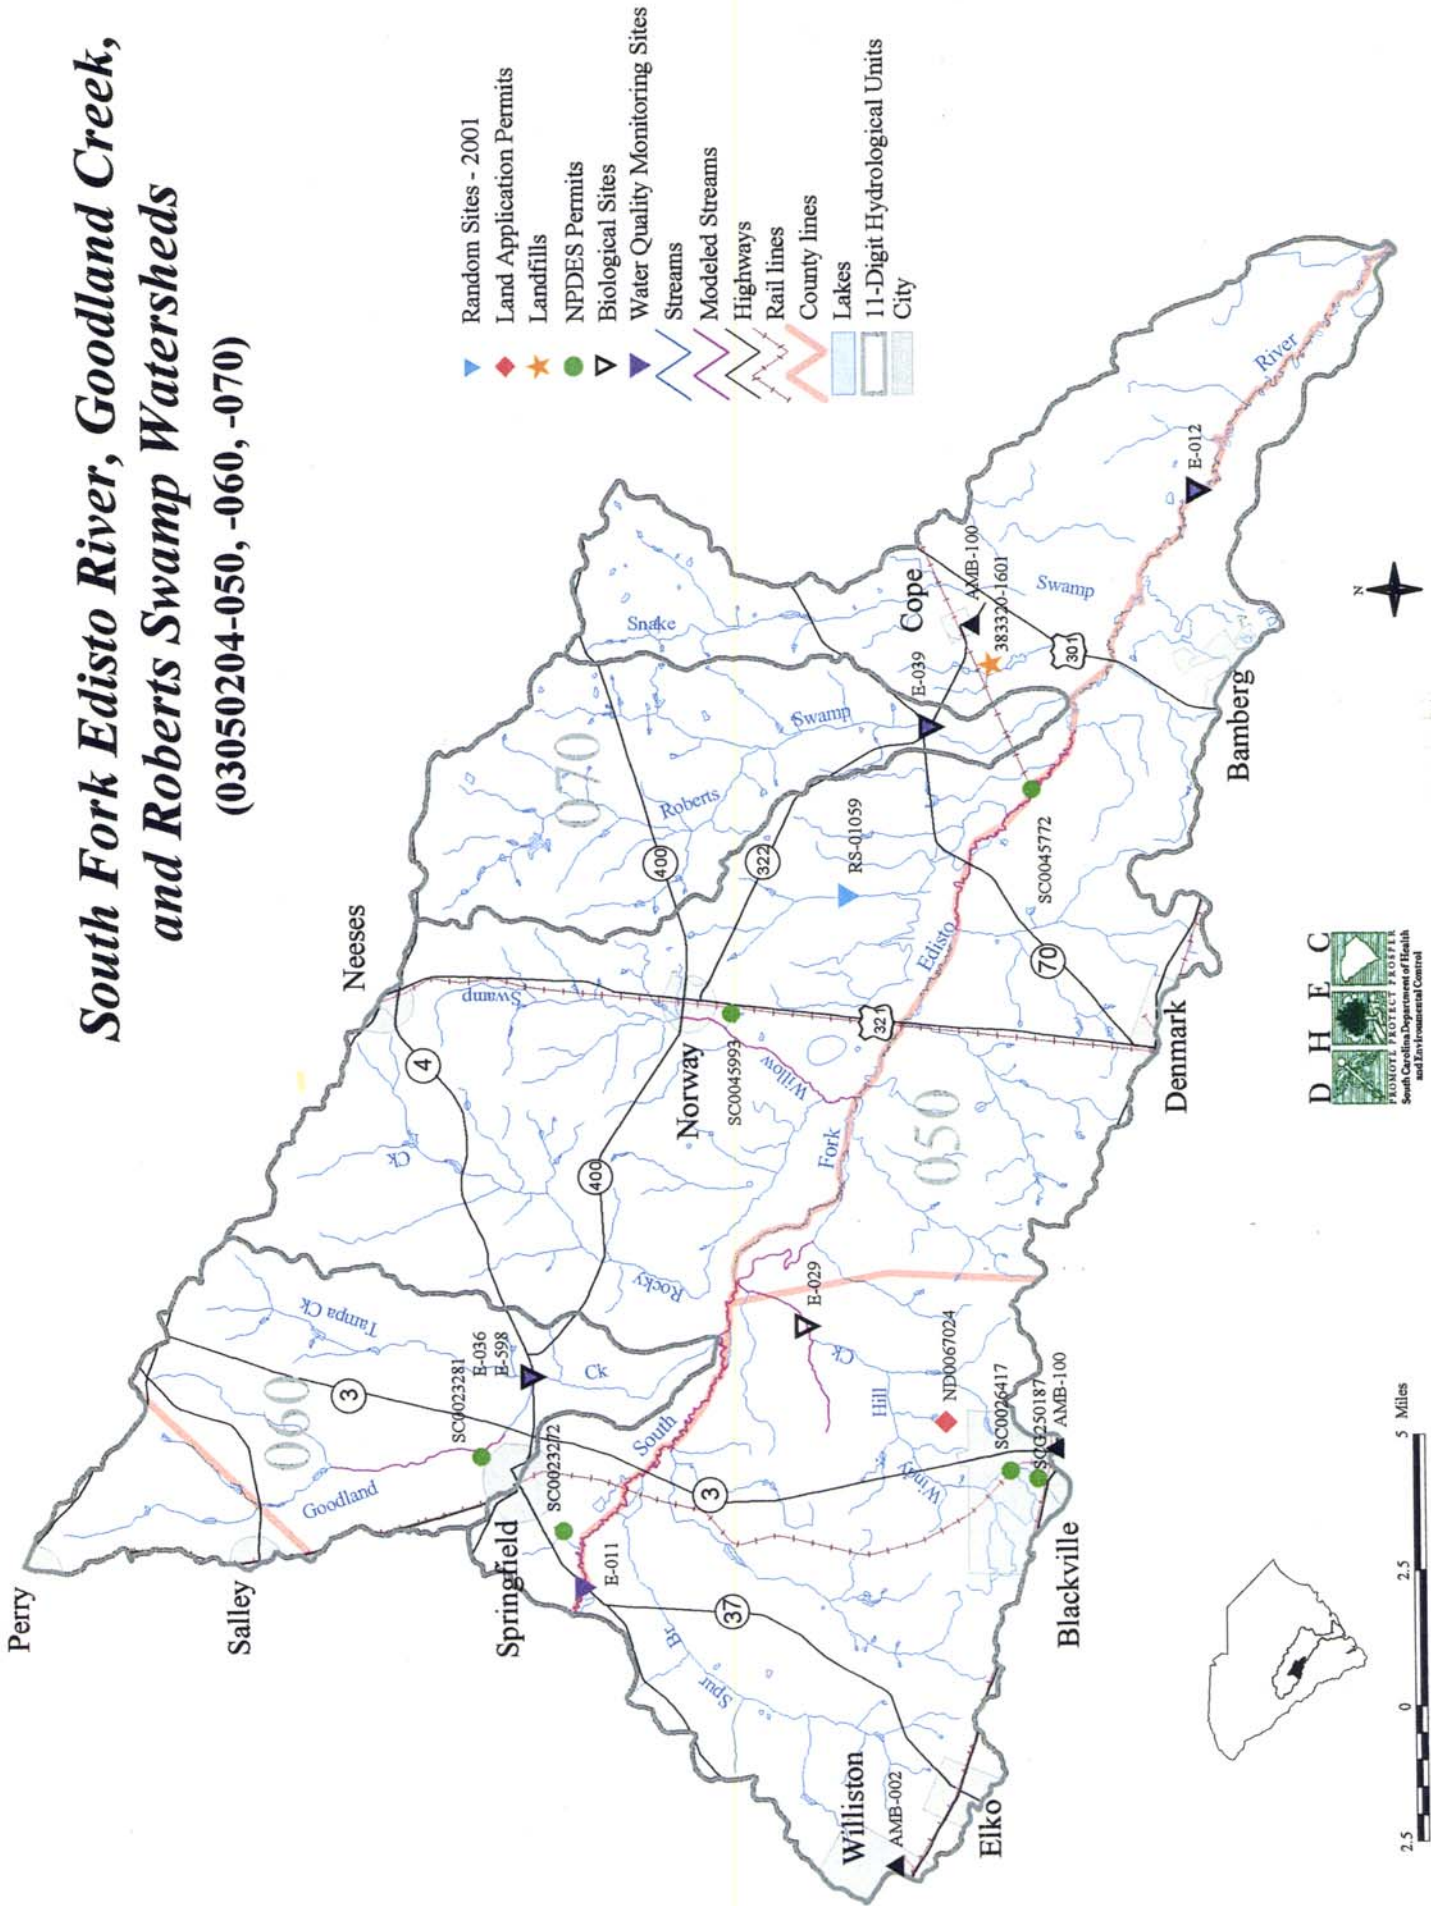 South Fork Edisto River, Goodland Creek,
and Roberts Swamp Watersheds
(03050204-050, -060, -070)
Random Sites - 2001
Land Application Permits
Landfills
NPDES Permits
Biological Sites
Water Quality Monitoring Sites
Streams
Modeled Streams
Highways
Rail lines
County lines
Lakes
11-Digit Hydrological Units
City
Perry
Salley
Springfield
Neeses
Norway
Cope
Bamberg
Denmark
Blackville
Elko
Williston
060
070
050
Goodland
Ck
Tampa Ck
Rocky
Ck
Willow
Swamp
Roberts
Swamp
Snake
Swamp
South
Fork
Edisto
River
Spur
Br
Windy
Hill
Ck
3
3
4
400
400
322
321
301
70
37
SC0023281
E-036
E-598
SC0023272
E-011
E-029
ND0067024
SC0026417
SCG250187
AMB-100
AMB-002
SC0045993
RS-01059
E-039
SC0045772
AMB-100
383320-1601
E-012
N
D H E C
PROMOTE PROTECT PROSPER
South Carolina Department of Health
and Environmental Control
2.5 0 2.5 5 Miles